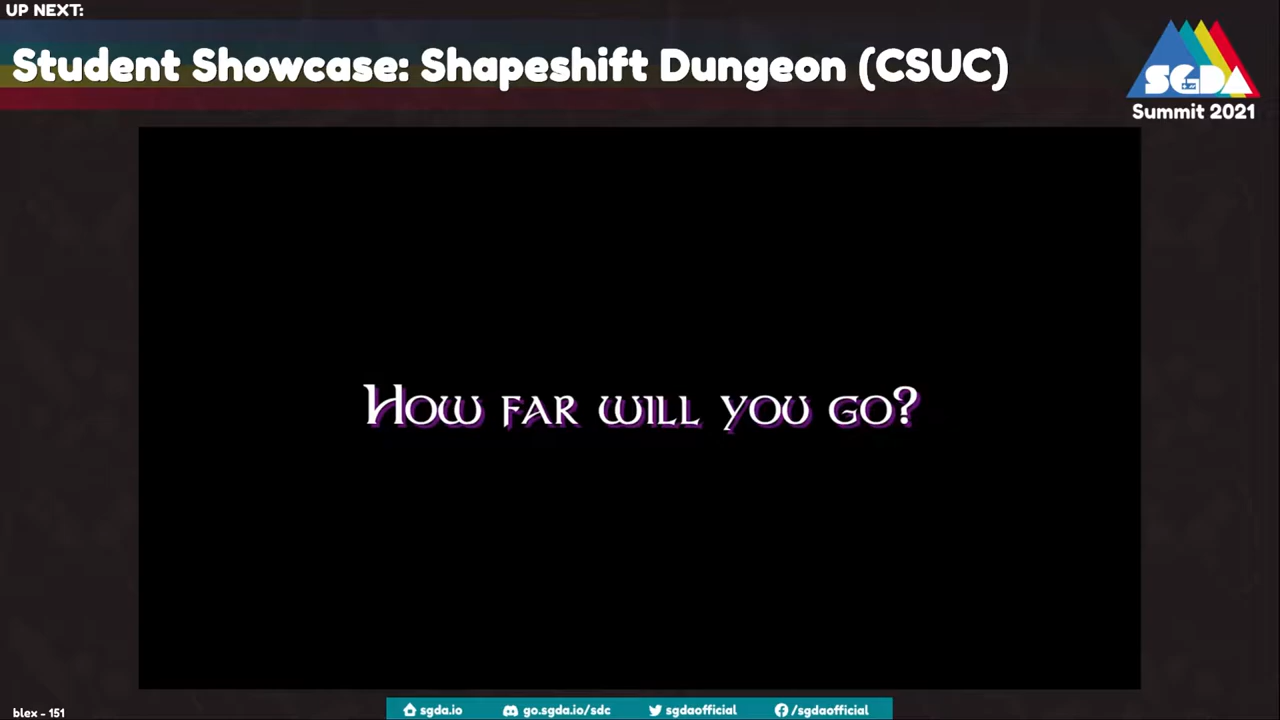 UP NEXT:
Student Showcase: Shapeshift Dungeon (CSUC)
SGDA
Summit 2021
How far will you go?
blex - 151
sgda.io
go.sgda.io/sdc
sgdaofficial
/sgdaofficial